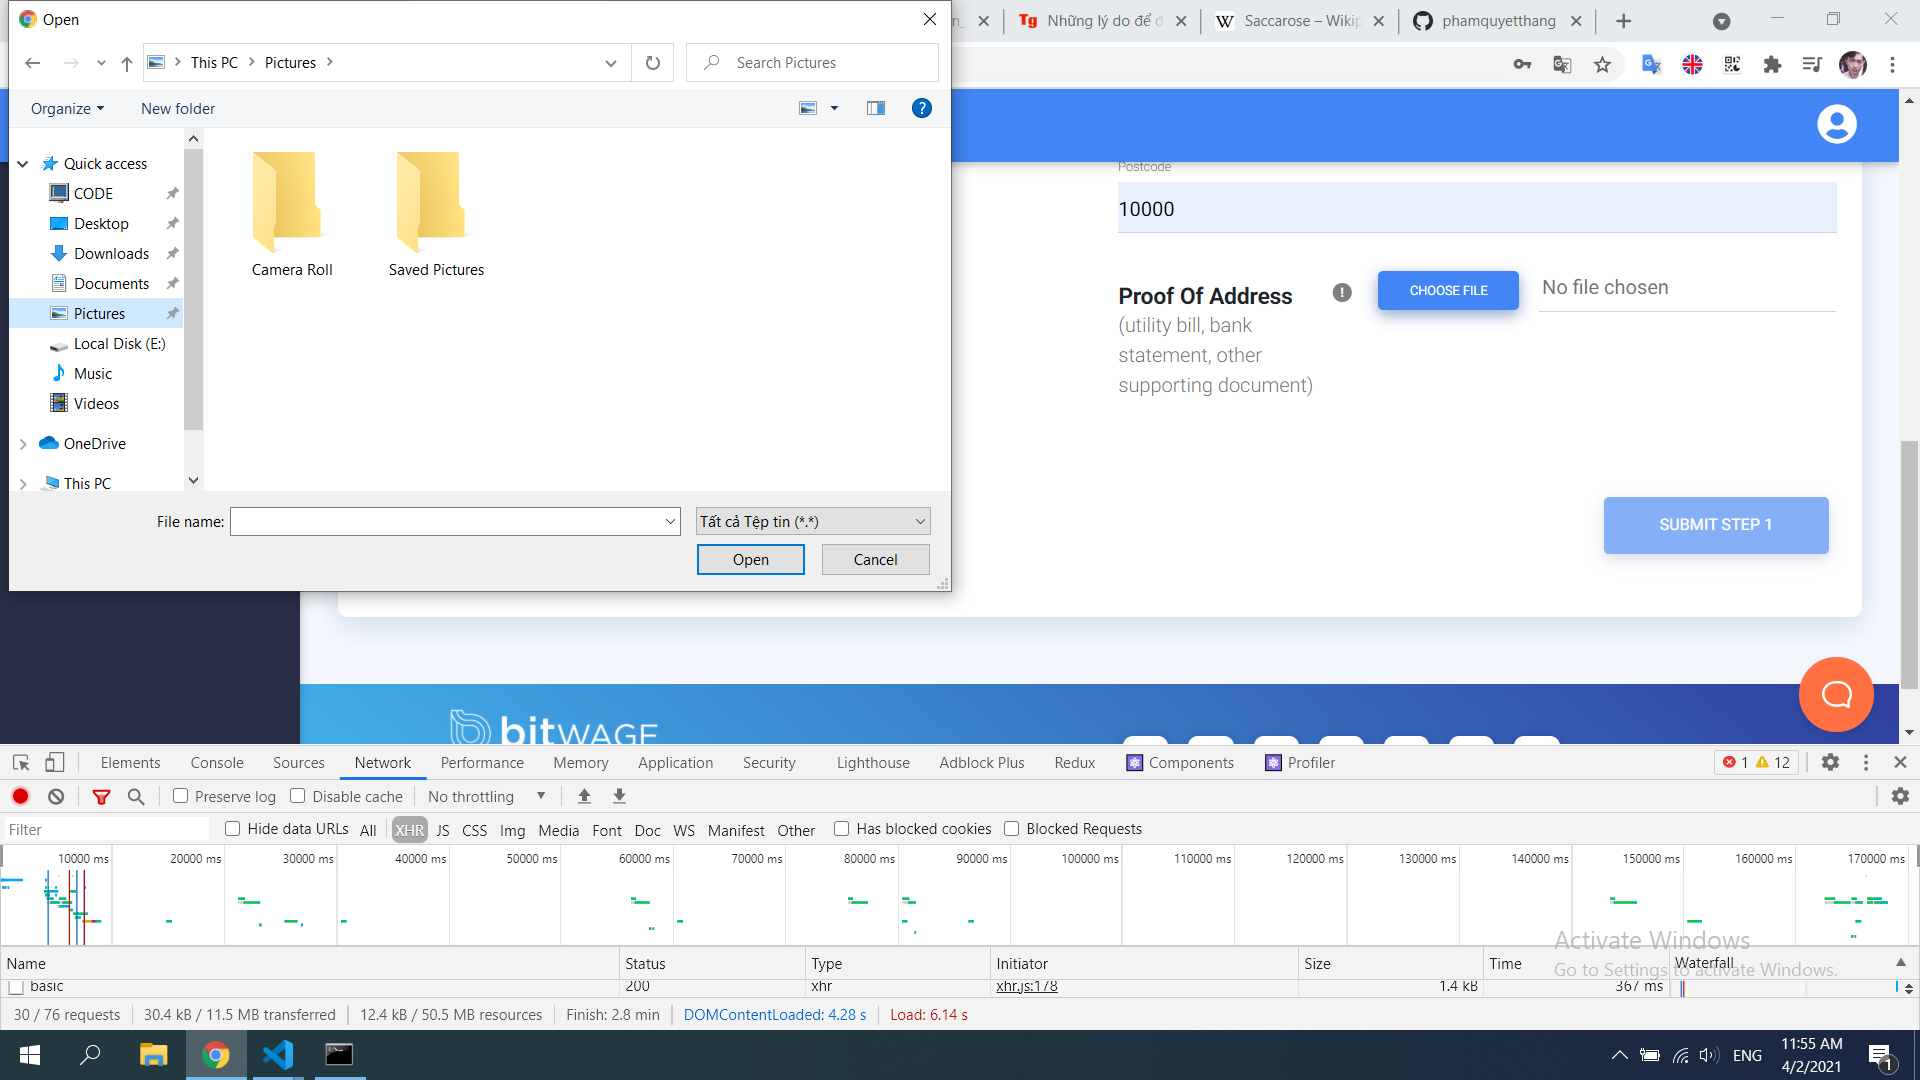 Open
This PC
Pictures
Search Pictures
Organize
New folder
Quick access
CODE
Desktop
Downloads
Documents
Pictures
Local Disk (E:)
Music
Videos
OneDrive
This PC
Camera Roll
Saved Pictures
File name:
Tất cả Tệp tin (*.*)
Open
Cancel
Tg Những lý do để đ
W Saccarose – Wikip
phamquyetthang
Postcode
10000
Proof Of Address
(utility bill, bank
statement, other
supporting document)
CHOOSE FILE
No file chosen
SUBMIT STEP 1
bitWAGE
Elements Console Sources Network Performance Memory Application Security Lighthouse Adblock Plus Redux Components Profiler 1 12
Preserve log Disable cache No throttling
Filter Hide data URLs All XHR JS CSS Img Media Font Doc WS Manifest Other Has blocked cookies Blocked Requests
10000 ms 20000 ms 30000 ms 40000 ms 50000 ms 60000 ms 70000 ms 80000 ms 90000 ms 100000 ms 110000 ms 120000 ms 130000 ms 140000 ms 150000 ms 160000 ms 170000 ms
Activate Windows
Go to Settings to activate Windows.
Name Status Type Initiator Size Time Waterfall
basic 200 xhr xhr.js:178 1.4 kB 367 ms
30 / 76 requests 30.4 kB / 11.5 MB transferred 12.4 kB / 50.5 MB resources Finish: 2.8 min DOMContentLoaded: 4.28 s Load: 6.14 s
ENG
11:55 AM
4/2/2021
1